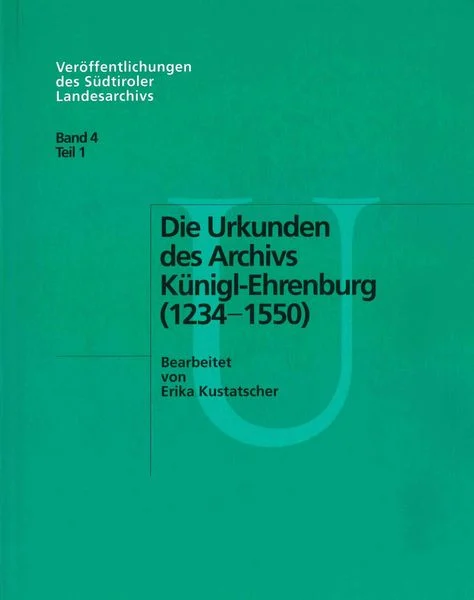 Veröffentlichungen
des Südtiroler
Landesarchivs
Band 4
Teil 1
U
Die Urkunden
des Archivs
Künigl-Ehrenburg
(1234–1550)
Bearbeitet
von
Erika Kustatscher